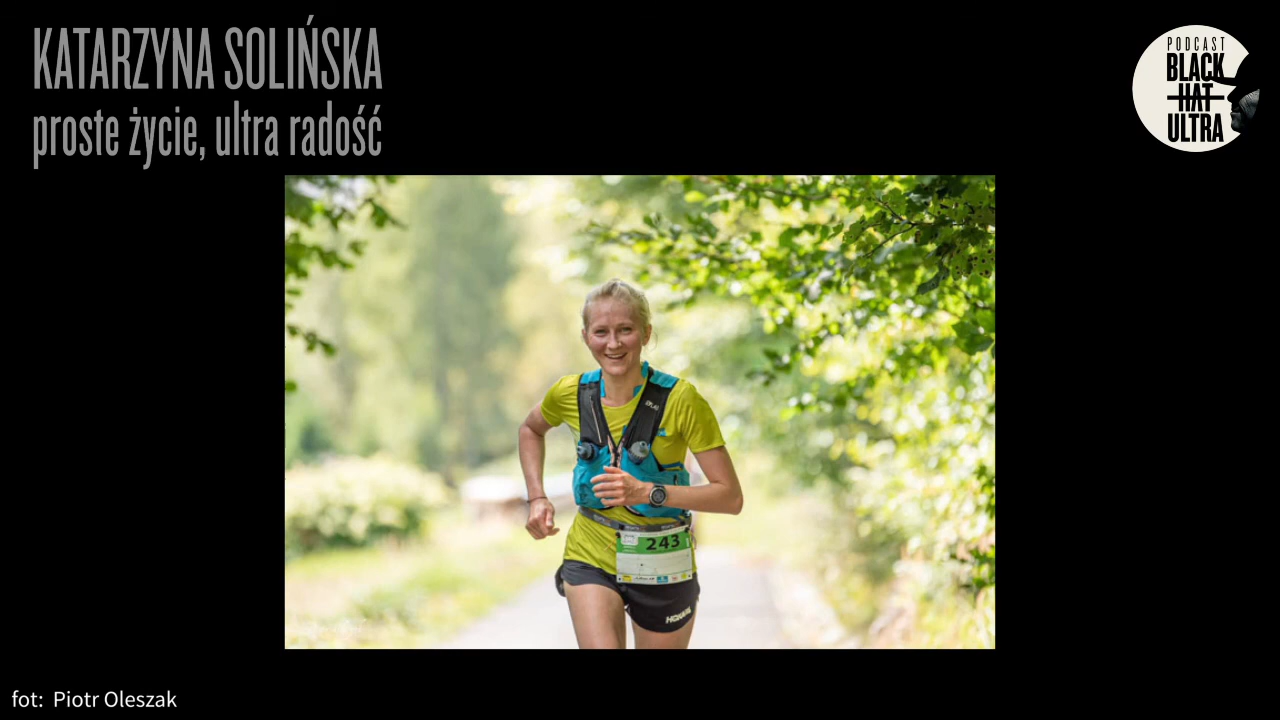 KATARZYNA SOLIŃSKA
proste życie, ultra radość
PODCAST
BLACK
HAT
ULTRA
243
HOKA
fot: Piotr Oleszak